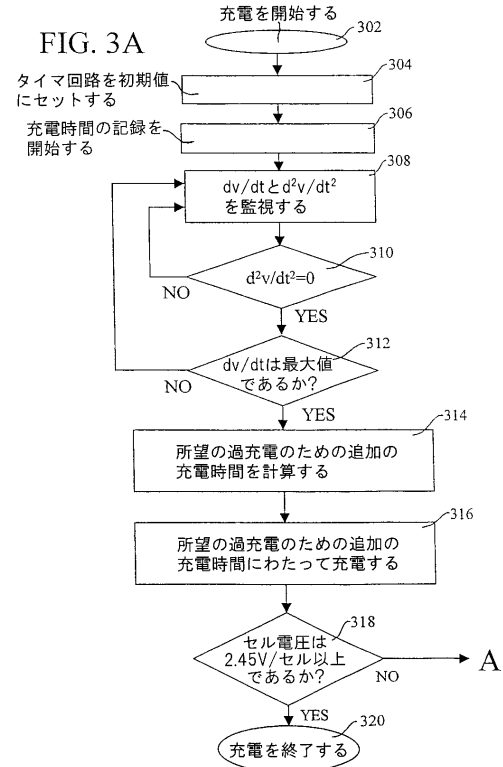 充電を開始する
302
FIG. 3A
304
タイマ回路を初期値
にセットする
306
充電時間の記録を
開始する
308
dv/dtとd²v/dt²
を監視する
310
d²v/dt²=0
NO
YES
312
dv/dtは最大値
であるか?
NO
YES
314
所望の過充電のための追加の
充電時間を計算する
316
所望の過充電のための追加の
充電時間にわたって充電する
318
セル電圧は
2.45V/セル以上
であるか?
NO
A
YES
320
充電を終了する